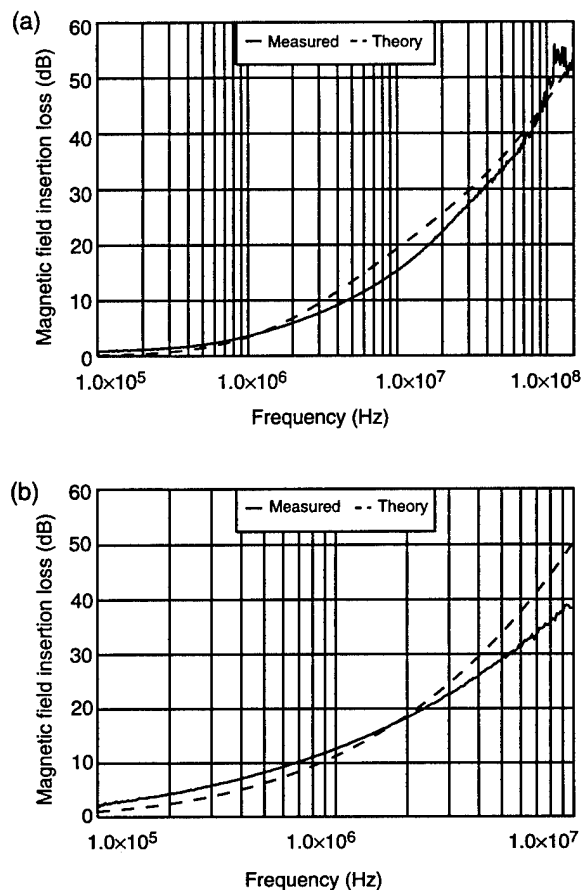 (a)
Measured Theory
Magnetic field insertion loss (dB)
60
50
40
30
20
10
0
1.0×10⁵ 1.0×10⁶ 1.0×10⁷ 1.0×10⁸
Frequency (Hz)
(b)
Measured Theory
Magnetic field insertion loss (dB)
60
50
40
30
20
10
0
1.0×10⁵ 1.0×10⁶ 1.0×10⁷
Frequency (Hz)